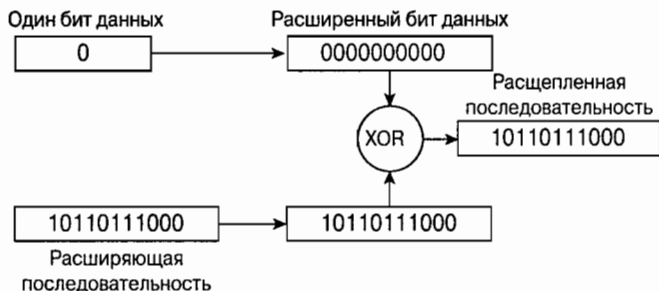 Один бит данных
Расширенный бит данных
0
0000000000
Расщепленная
последовательность
XOR
10110111000
10110111000
10110111000
Расширяющая
последовательность